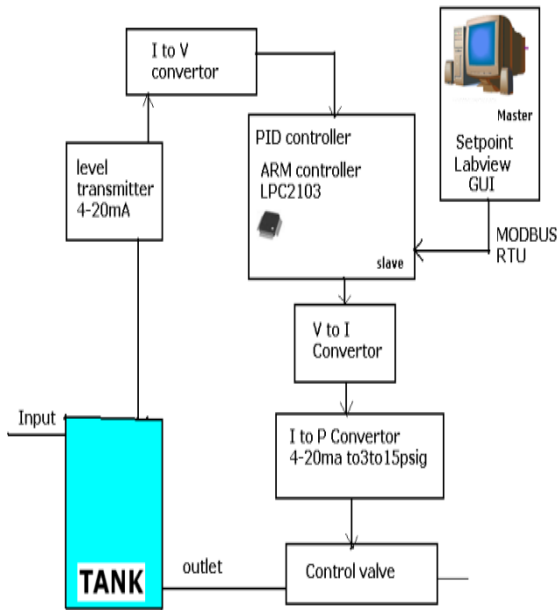 I to V
convertor
Master
Setpoint
Labview
GUI
PID controller
ARM controller
LPC2103
slave
level
transmitter
4-20mA
MODBUS
RTU
V to I
Convertor
Input
I to P Convertor
4-20ma to3to15psig
outlet
TANK
Control valve